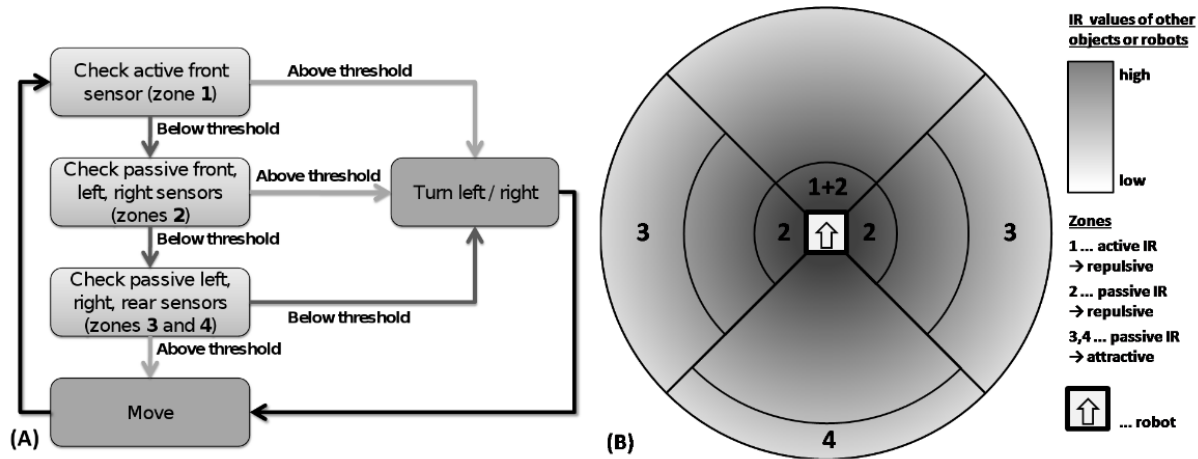 Check active front
sensor (zone 1)
Above threshold
Below threshold
Check passive front,
left, right sensors
(zones 2)
Above threshold
Turn left / right
Below threshold
Check passive left,
right, rear sensors
(zones 3 and 4)
Below threshold
Above threshold
Move
(A)
1+2
2
2
3
3
4
(B)
IR values of other
objects or robots
high
low
Zones
1 ... active IR
→ repulsive
2 ... passive IR
→ repulsive
3,4 ... passive IR
→ attractive
... robot